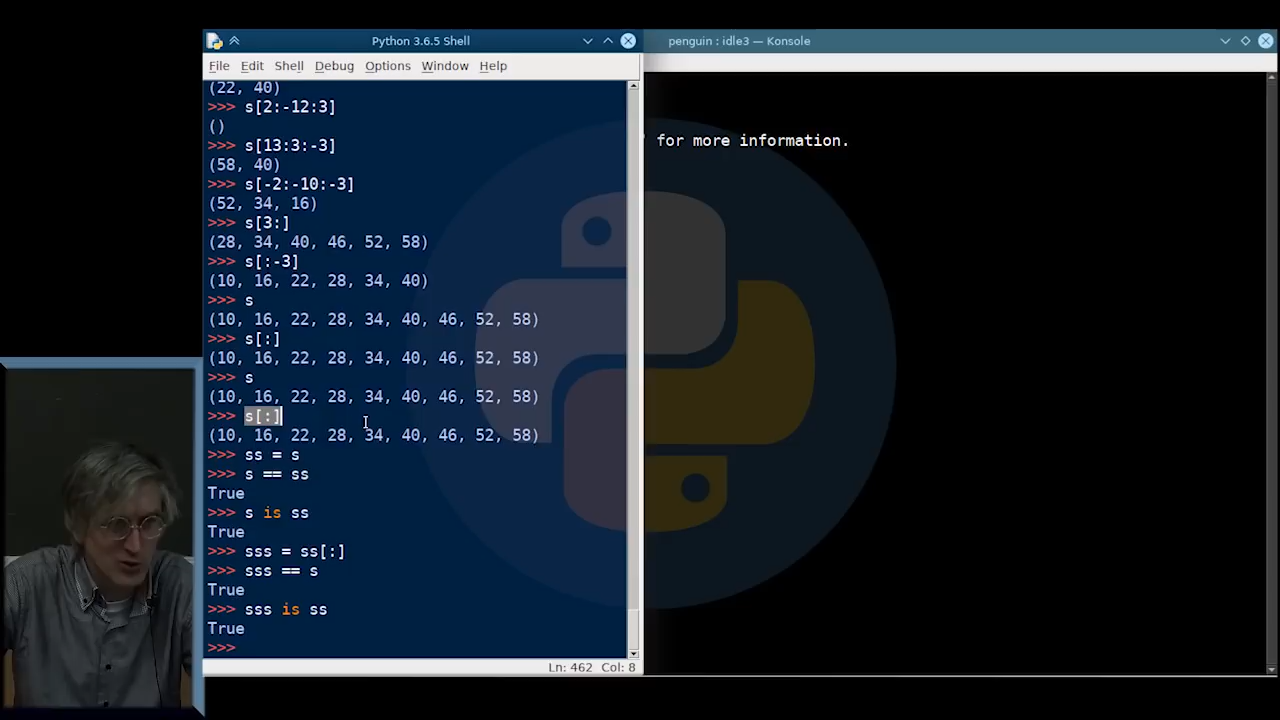 Python 3.6.5 Shell
penguin : idle3 — Konsole
File Edit Shell Debug Options Window Help
(22, 40)
>>> s[2:-12:3]
()
>>> s[13:3:-3]
(58, 40)
>>> s[-2:-10:-3]
(52, 34, 16)
>>> s[3:]
(28, 34, 40, 46, 52, 58)
>>> s[:-3]
(10, 16, 22, 28, 34, 40)
>>> s
(10, 16, 22, 28, 34, 40, 46, 52, 58)
>>> s[:]
(10, 16, 22, 28, 34, 40, 46, 52, 58)
>>> s
(10, 16, 22, 28, 34, 40, 46, 52, 58)
>>> s[:]
(10, 16, 22, 28, 34, 40, 46, 52, 58)
>>> ss = s
>>> s == ss
True
>>> s is ss
True
>>> sss = ss[:]
>>> sss == s
True
>>> sss is ss
True
>>>
Ln: 462 Col: 8
for more information.